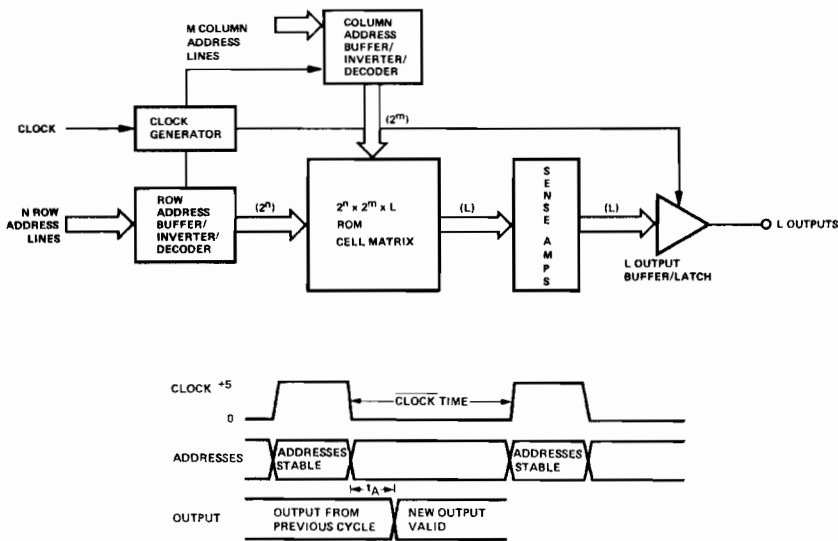 M COLUMN
ADDRESS
LINES
COLUMN
ADDRESS
BUFFER/
INVERTER/
DECODER
CLOCK
CLOCK
GENERATOR
(2ᵐ)
N ROW
ADDRESS
LINES
ROW
ADDRESS
BUFFER/
INVERTER/
DECODER
(2ⁿ)
2ⁿ x 2ᵐ x L
ROM
CELL MATRIX
(L)
SENSE AMPS
(L)
L OUTPUT
BUFFER/LATCH
L OUTPUTS
CLOCK +5
0
CLOCK TIME
ADDRESSES
ADDRESSES
STABLE
ADDRESSES
STABLE
tA
OUTPUT
OUTPUT FROM
PREVIOUS CYCLE
NEW OUTPUT
VALID